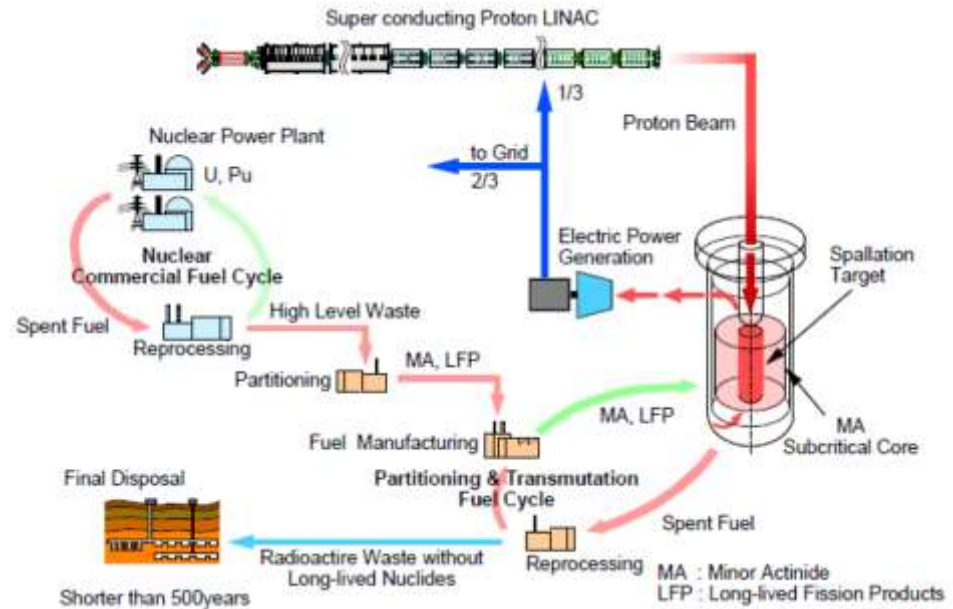 Super conducting Proton LINAC
1/3
Proton Beam
Nuclear Power Plant
to Grid
2/3
U, Pu
Electric Power
Generation
Spallation
Target
Nuclear
Commercial Fuel Cycle
High Level Waste
Spent Fuel
Reprocessing
MA, LFP
Partitioning
MA, LFP
MA
Subcritical Core
Fuel Manufacturing
Partitioning & Transmutation
Fuel Cycle
Final Disposal
Spent Fuel
Radioactire Waste without
Long-lived Nuclides
Reprocessing
MA : Minor Actinide
LFP : Long-lived Fission Products
Shorter than 500years